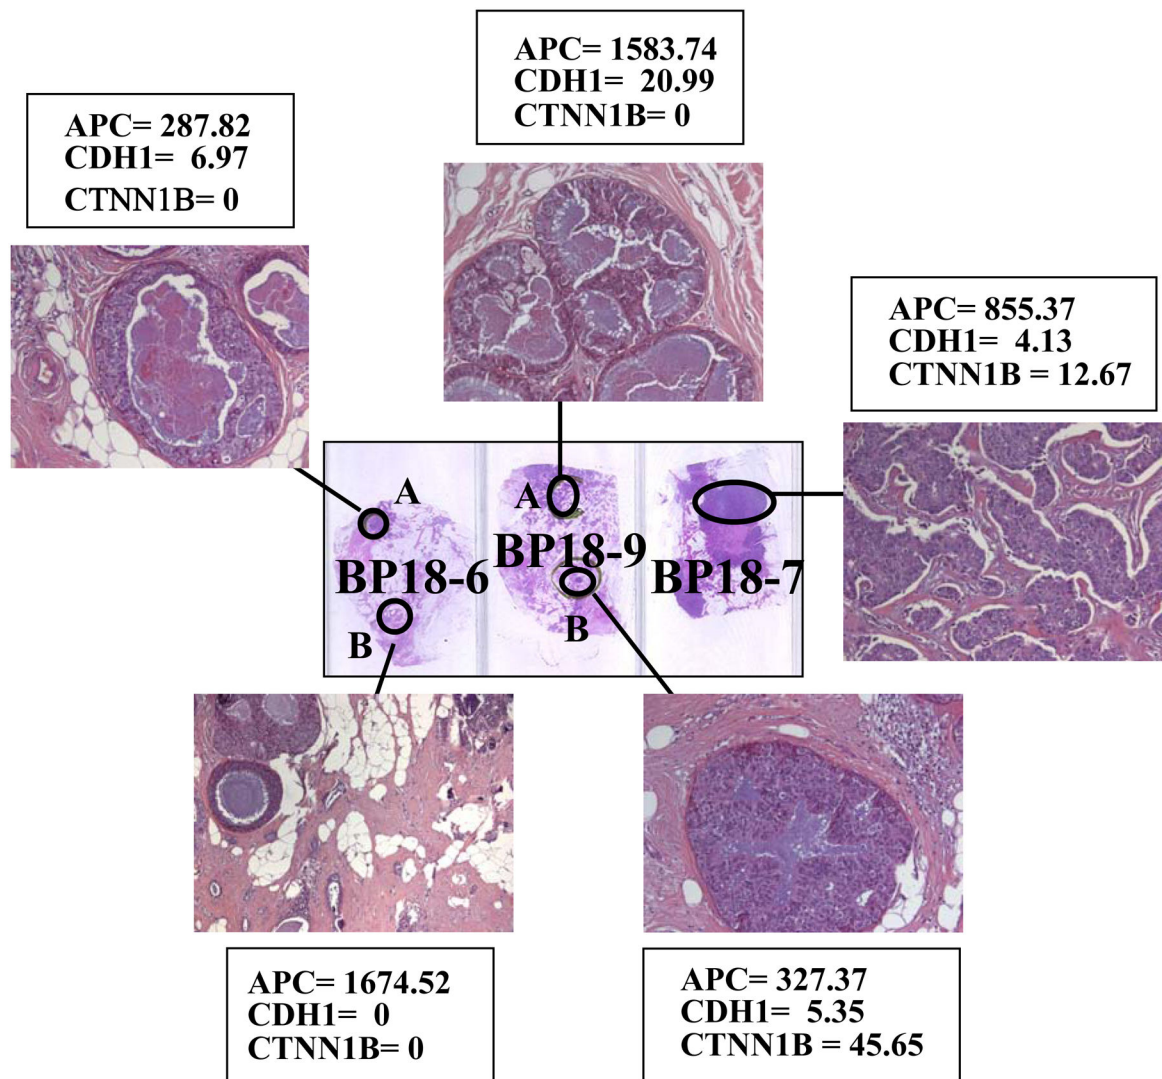 APC= 1583.74
CDH1=  20.99
CTNN1B= 0
APC= 287.82
CDH1=  6.97
CTNN1B= 0
APC= 855.37
CDH1=  4.13
CTNN1B = 12.67
A
A
BP18-6
BP18-9
BP18-7
B
B
APC= 1674.52
CDH1=  0
CTNN1B= 0
APC= 327.37
CDH1=  5.35
CTNN1B = 45.65